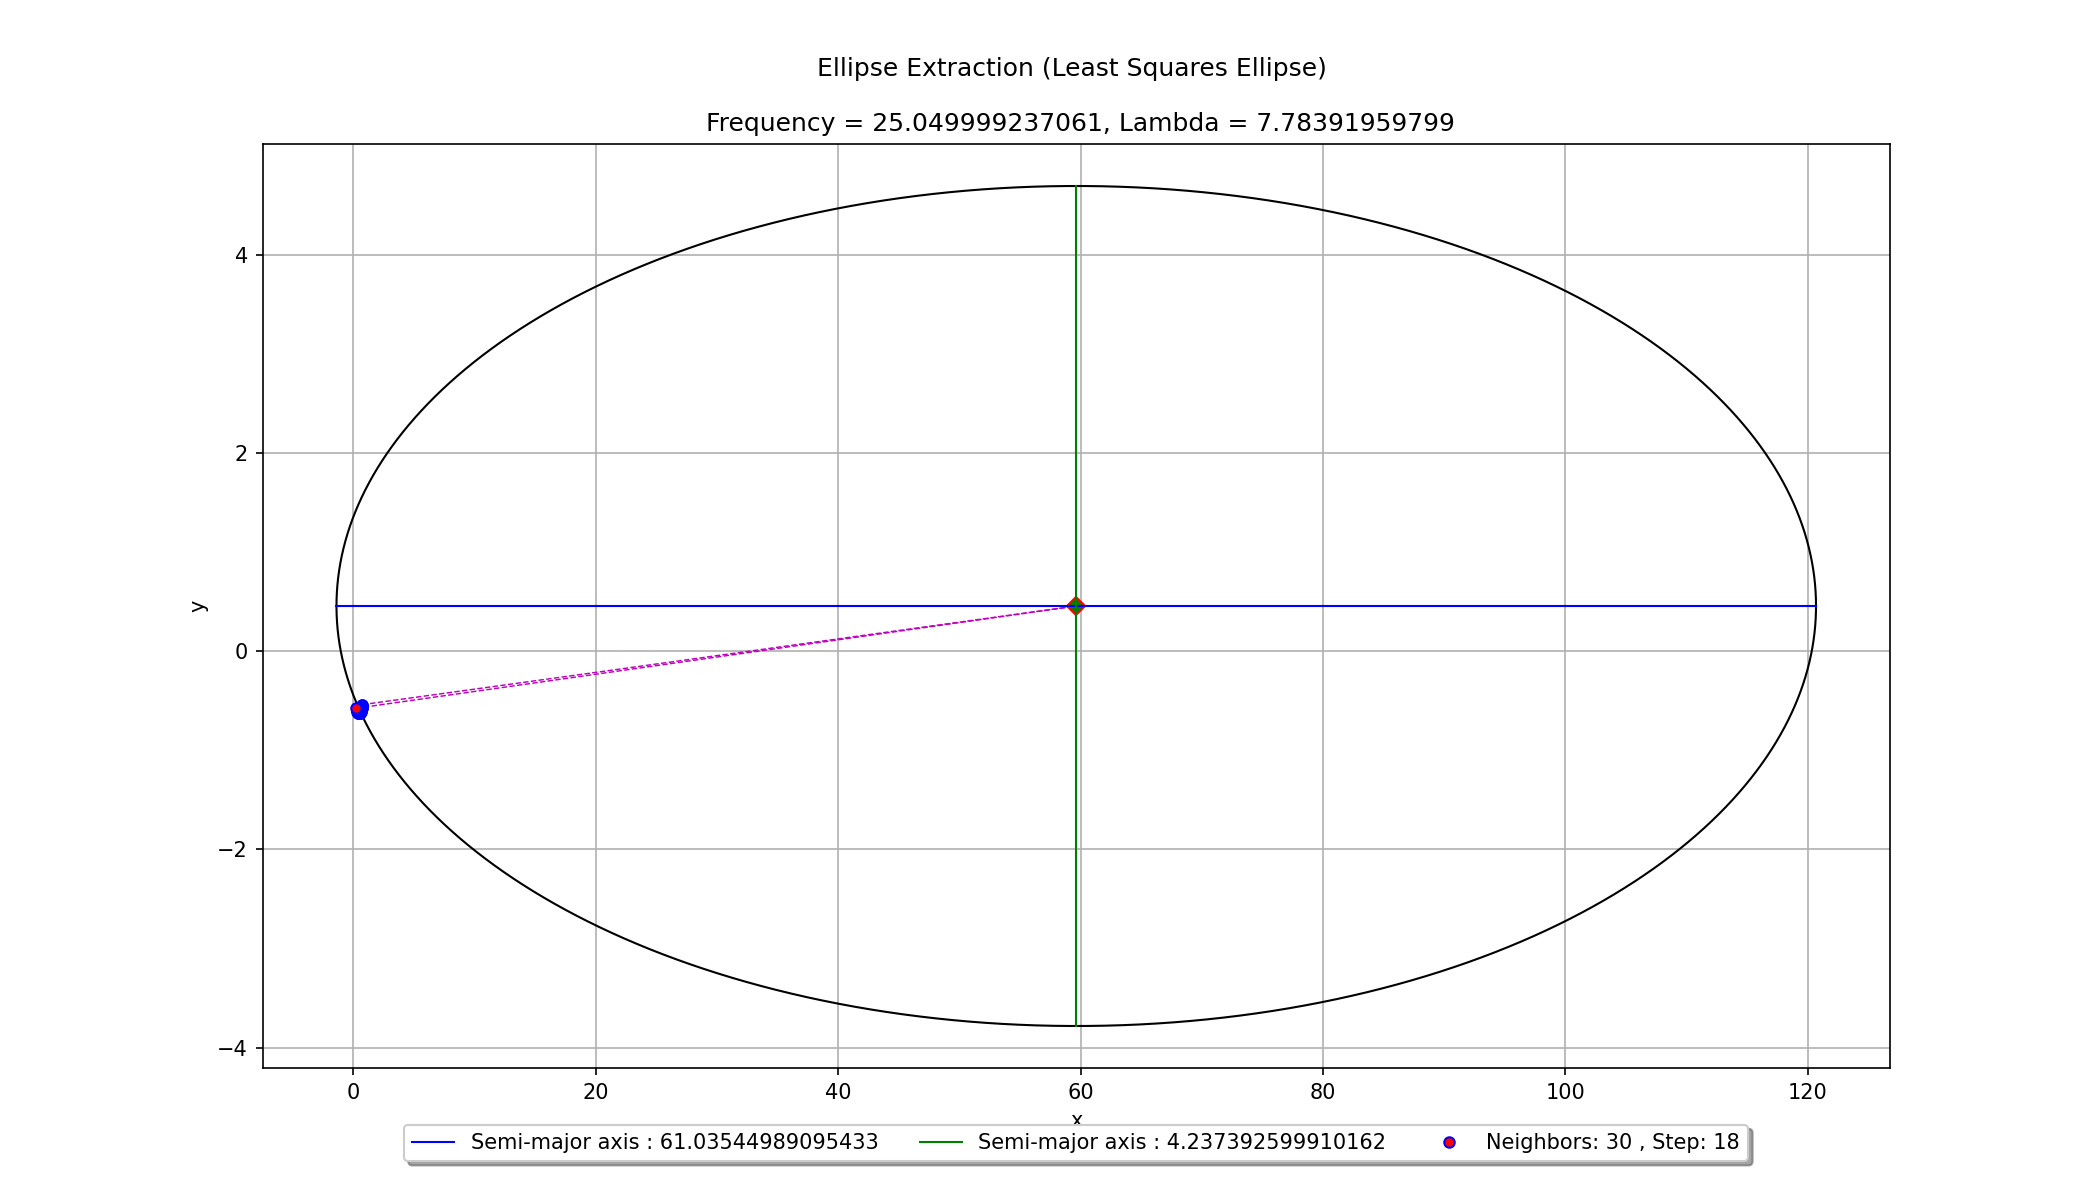 Ellipse Extraction (Least Squares Ellipse)
Frequency = 25.049999237061, Lambda = 7.78391959799
4
2
0
−2
−4
y
0 20 40 60 80 100 120
x
Semi-major axis : 61.03544989095433 Semi-major axis : 4.237392599910162 Neighbors: 30 , Step: 18